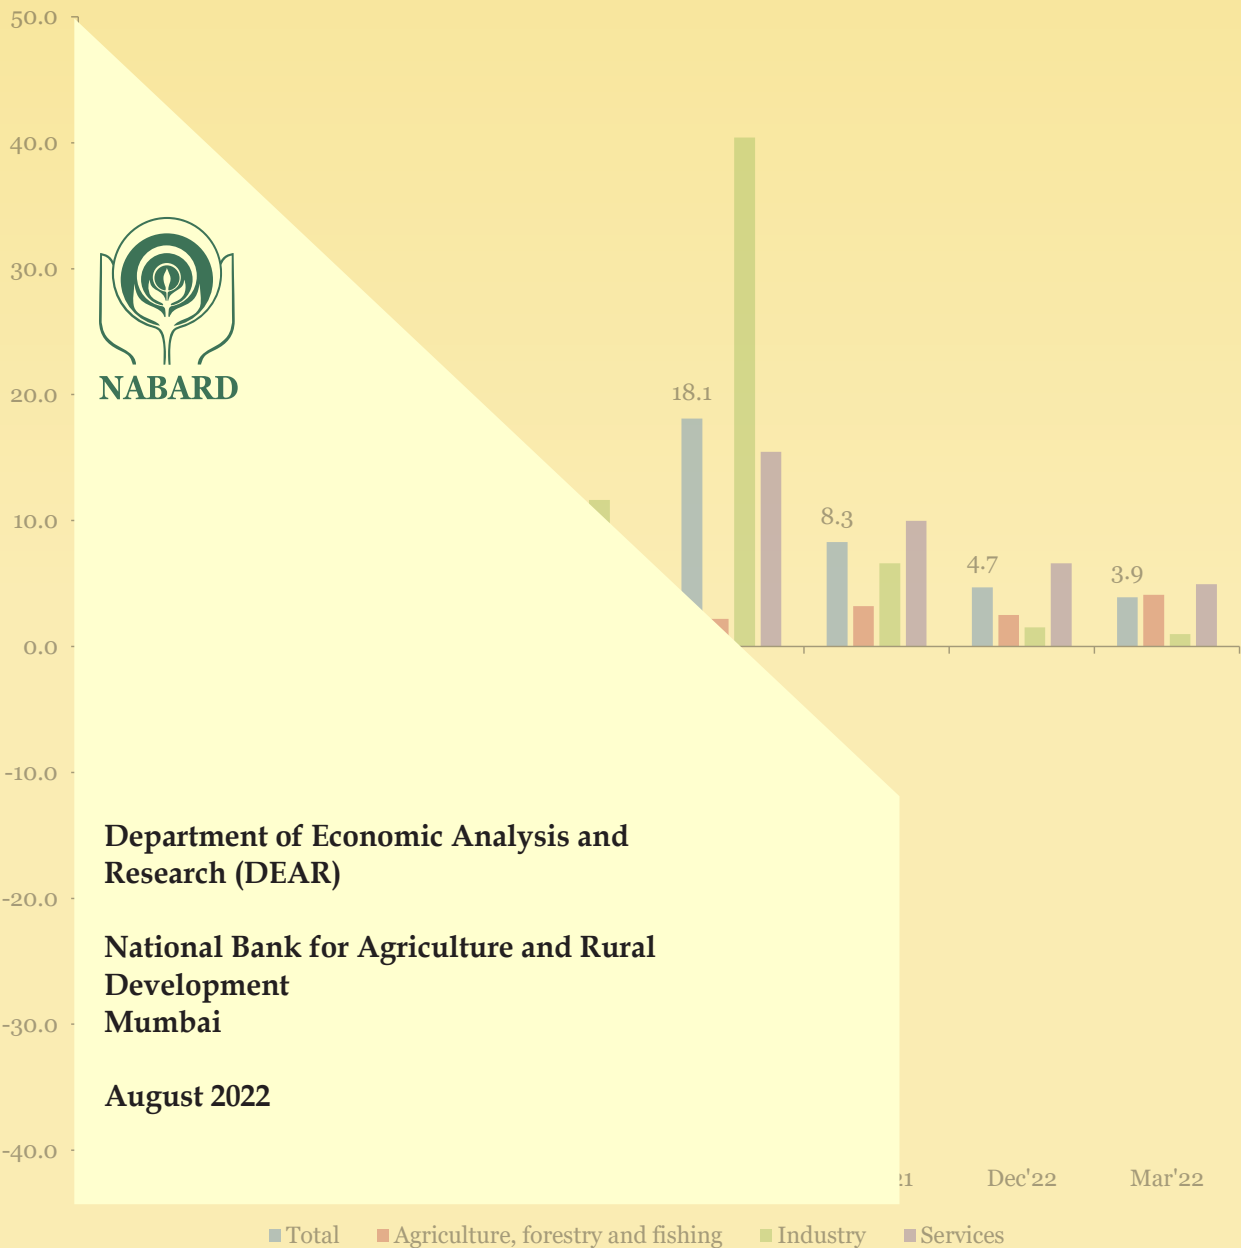 50.0
40.0
30.0
20.0
10.0
0.0
-10.0
-20.0
-30.0
-40.0
NABARD
18.1
8.3
4.7
3.9
Department of Economic Analysis and
Research (DEAR)
National Bank for Agriculture and Rural
Development
Mumbai
August 2022
21 Dec'22 Mar'22
Total Agriculture, forestry and fishing Industry Services